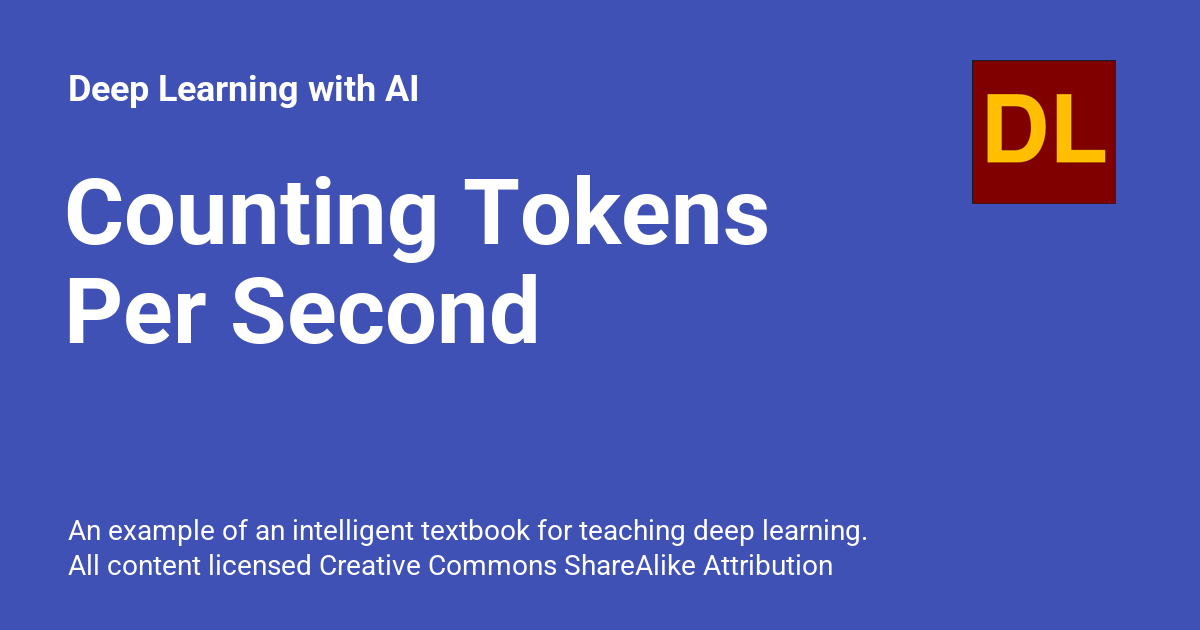 Deep Learning with AI
DL
Counting Tokens
Per Second
An example of an intelligent textbook for teaching deep learning.
All content licensed Creative Commons ShareAlike Attribution